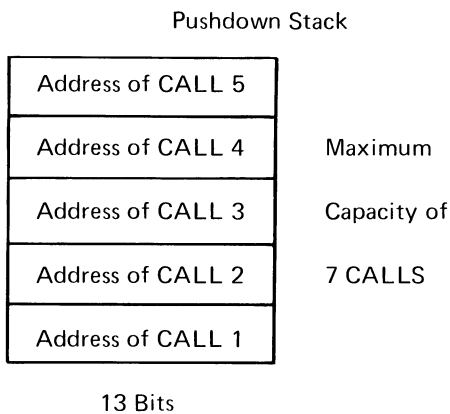 Pushdown Stack
Address of CALL 5
Address of CALL 4
Maximum
Address of CALL 3
Capacity of
Address of CALL 2
7 CALLS
Address of CALL 1
13 Bits